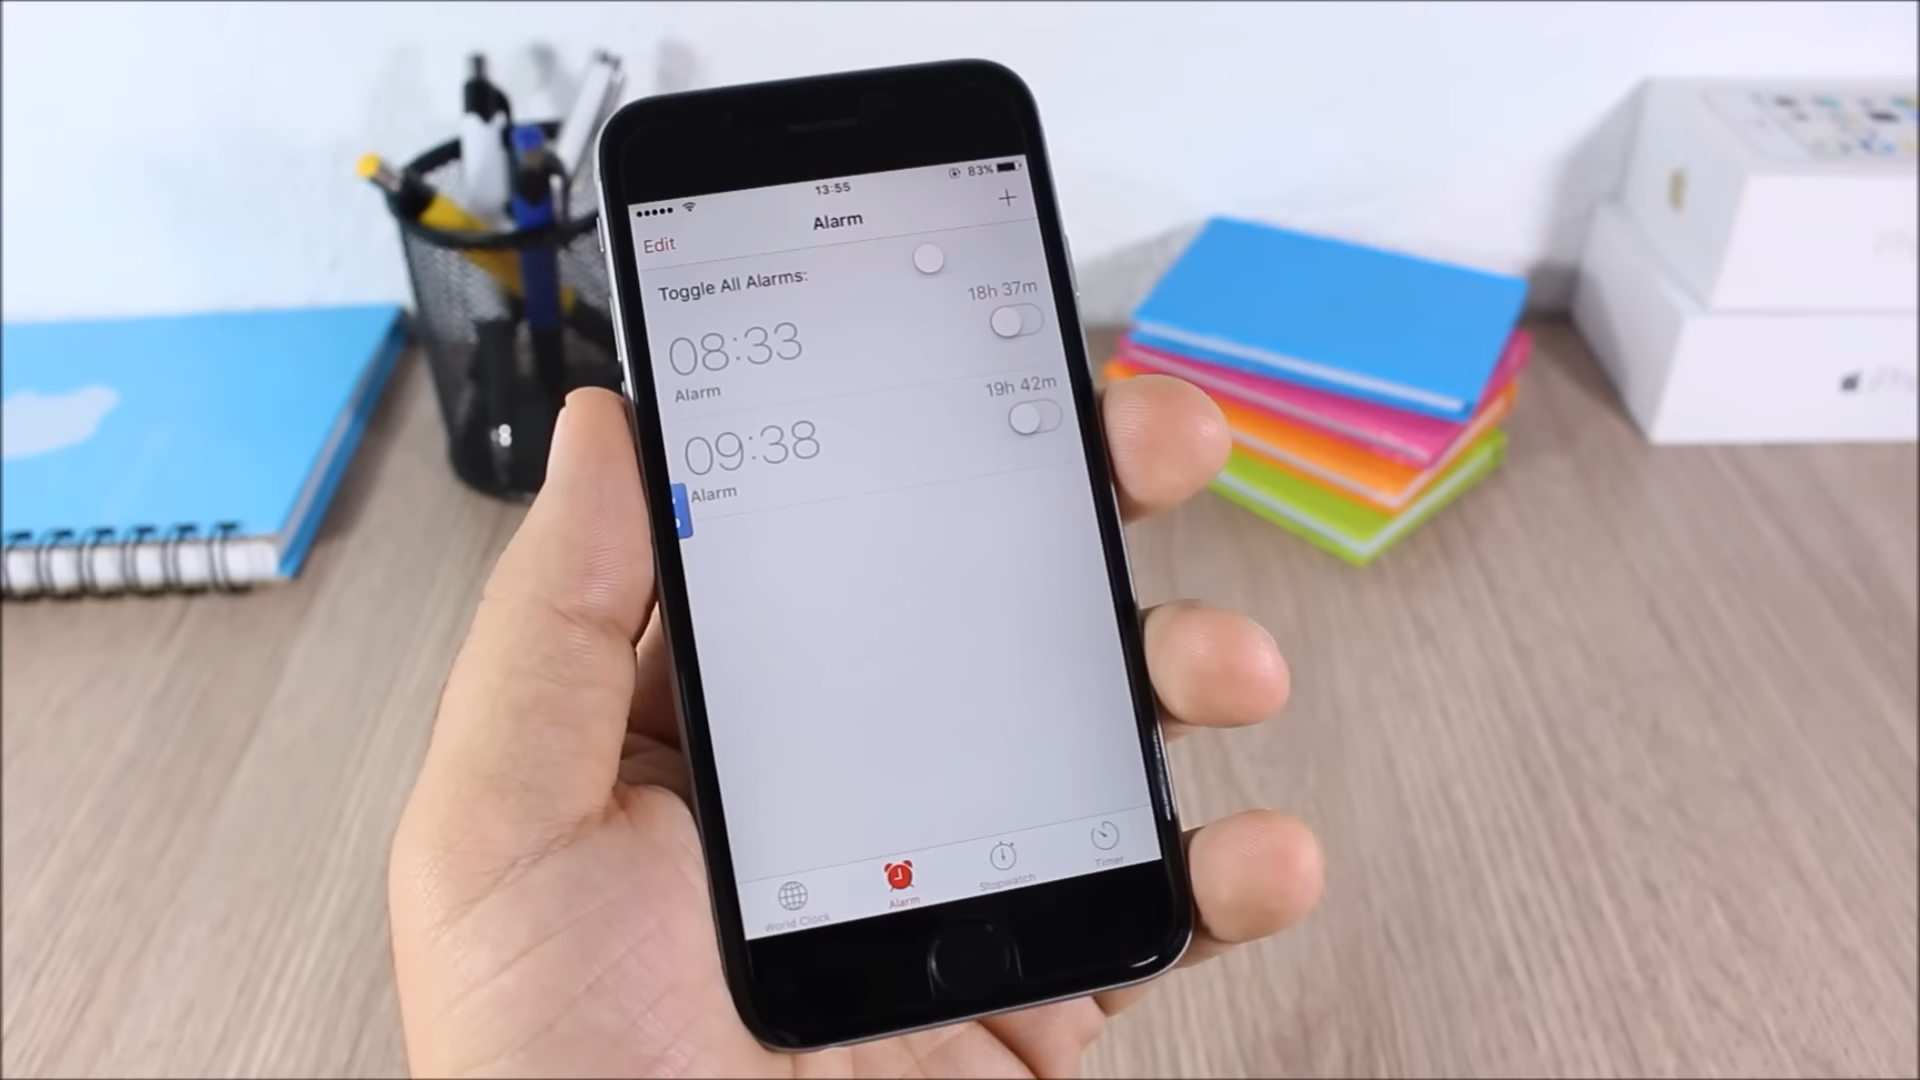 13:55
83%
Edit
Alarm
+
Toggle All Alarms:
18h 37m
08:33
Alarm
19h 42m
09:38
Alarm
World Clock
Alarm
Stopwatch
Timer